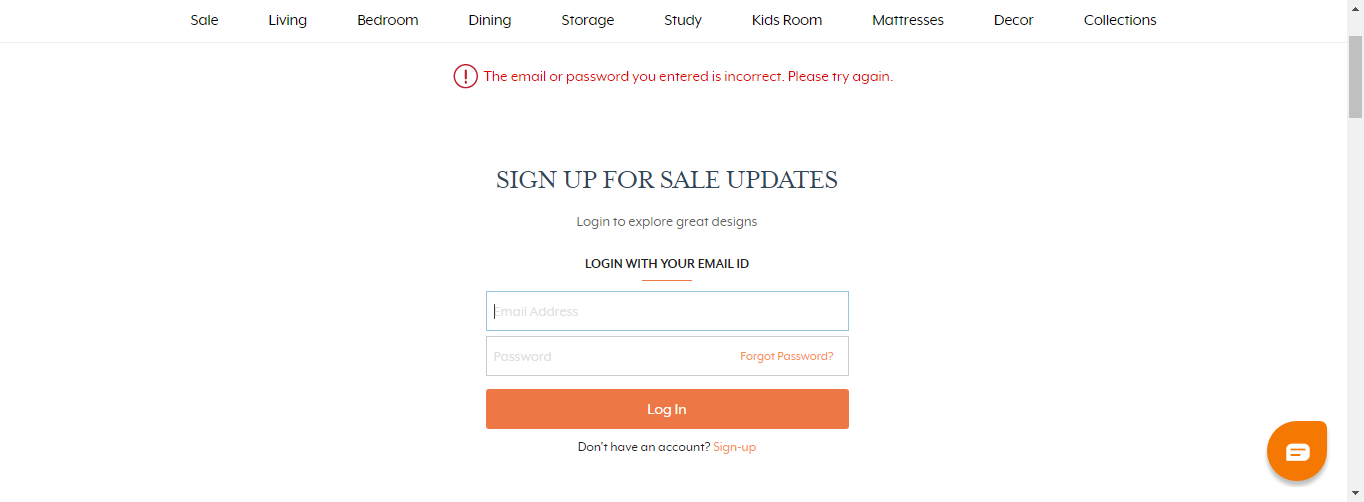 Sale Living Bedroom Dining Storage Study Kids Room Mattresses Decor Collections
The email or password you entered is incorrect. Please try again.
SIGN UP FOR SALE UPDATES
Login to explore great designs
LOGIN WITH YOUR EMAIL ID
Email Address
Password Forgot Password?
Log In
Don't have an account? Sign-up